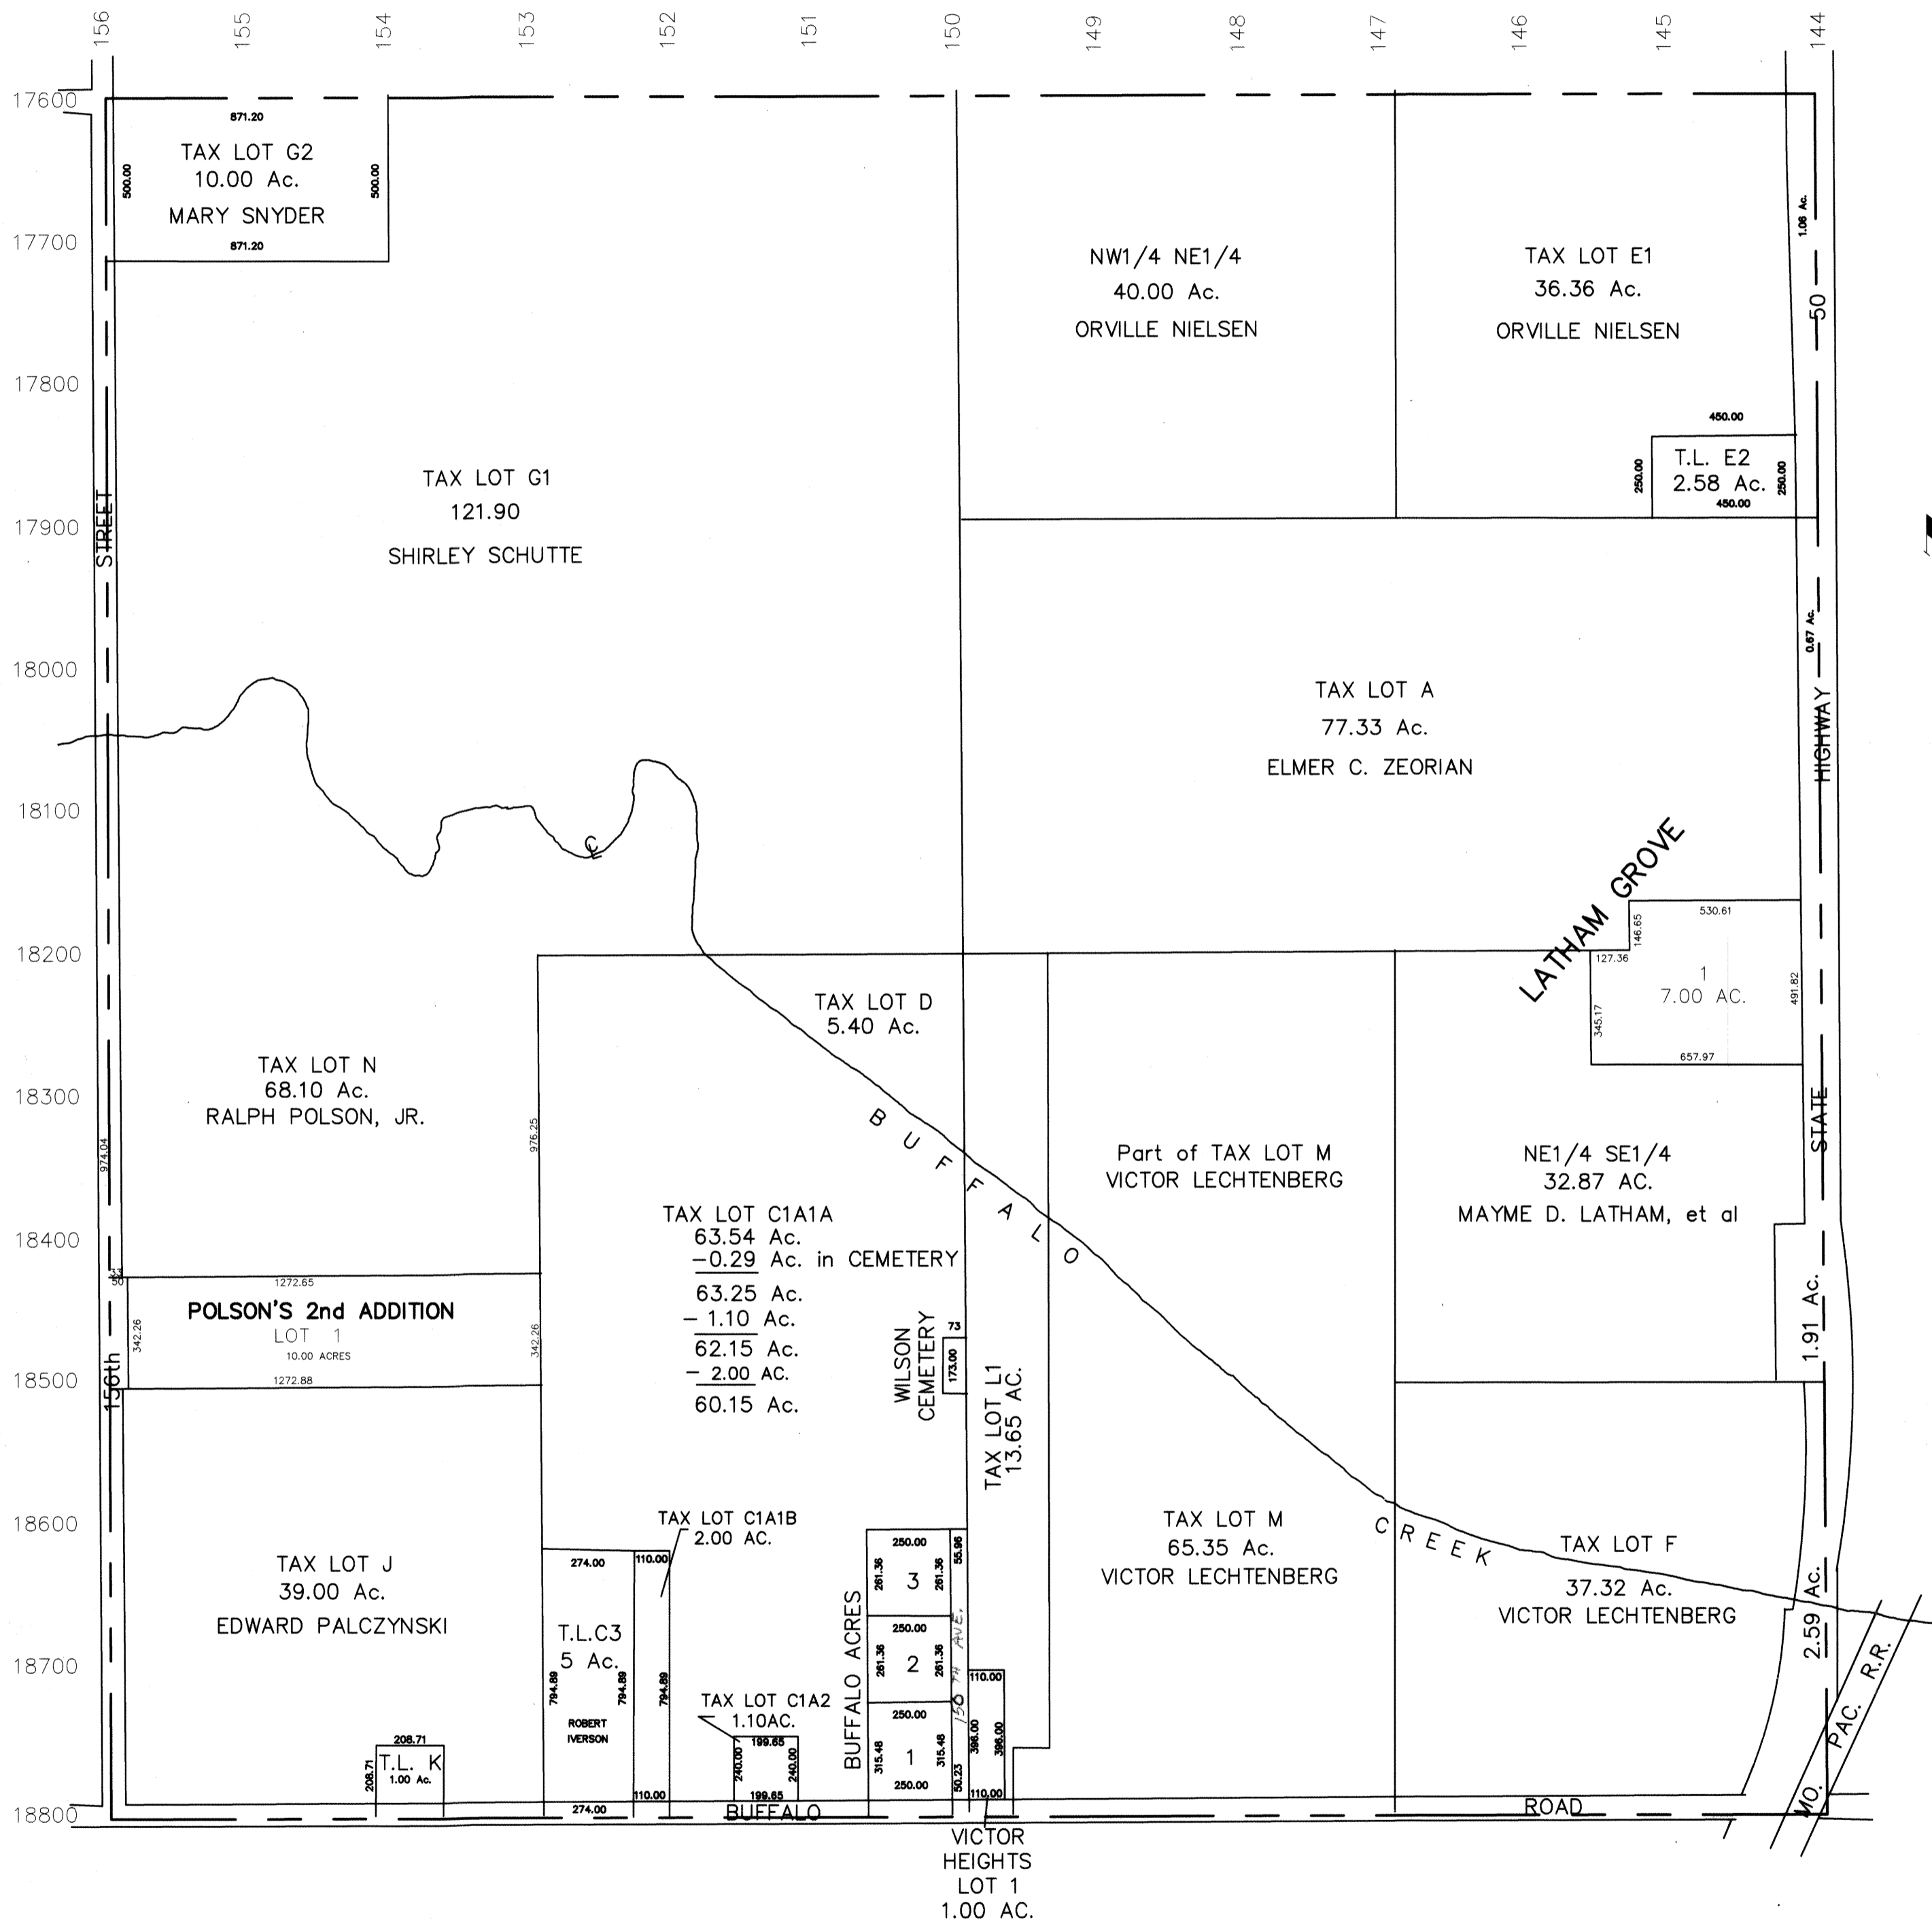 156
155
154
153
152
151
150
149
148
147
146
145
144
17600
17700
17800
17900
18000
18100
18200
18300
18400
18500
18600
18700
18800
871.20
TAX LOT G2
10.00 Ac.
MARY SNYDER
500.00
500.00
871.20
TAX LOT G1
121.90
SHIRLEY SCHUTTE
NW1/4 NE1/4
40.00 Ac.
ORVILLE NIELSEN
TAX LOT E1
36.36 Ac.
ORVILLE NIELSEN
1.06 Ac.
50
450.00
T.L. E2
2.58 Ac.
250.00
250.00
450.00
STREET
156th
TAX LOT A
77.33 Ac.
ELMER C. ZEORIAN
0.67 Ac.
HIGHWAY
STATE
LATHAM GROVE
530.61
146.65
127.36
1
7.00 AC.
491.82
345.17
657.97
CL
TAX LOT D
5.40 Ac.
TAX LOT N
68.10 Ac.
RALPH POLSON, JR.
974.04
976.25
BUFFALO
CREEK
Part of TAX LOT M
VICTOR LECHTENBERG
NE1/4 SE1/4
32.87 AC.
MAYME D. LATHAM, et al
1.91 Ac.
TAX LOT C1A1A
63.54 Ac.
−0.29 Ac. in CEMETERY
63.25 Ac.
− 1.10 Ac.
62.15 Ac.
− 2.00 AC.
60.15 Ac.
33
50
1272.65
POLSON'S 2nd ADDITION
LOT 1
10.00 ACRES
342.26
342.26
1272.88
WILSON
CEMETERY
73
173.00
TAX LOT L1
13.65 AC.
TAX LOT J
39.00 Ac.
EDWARD PALCZYNSKI
TAX LOT C1A1B
2.00 AC.
274.00
110.00
T.L.C3
5 Ac.
794.89
794.89
794.89
ROBERT
IVERSON
274.00
110.00
TAX LOT C1A2
1.10AC.
199.65
240.00
240.00
199.65
208.71
T.L. K
1.00 Ac.
208.71
BUFFALO ACRES
250.00
261.36
3
261.36
55.96
250.00
261.36
2
261.36
250.00
315.48
1
315.48
250.00
50.23
150 TH AVE.
110.00
396.00
396.00
110.00
TAX LOT M
65.35 Ac.
VICTOR LECHTENBERG
TAX LOT F
37.32 Ac.
VICTOR LECHTENBERG
2.59 Ac.
MO. PAC. R.R.
BUFFALO
ROAD
VICTOR
HEIGHTS
LOT 1
1.00 AC.